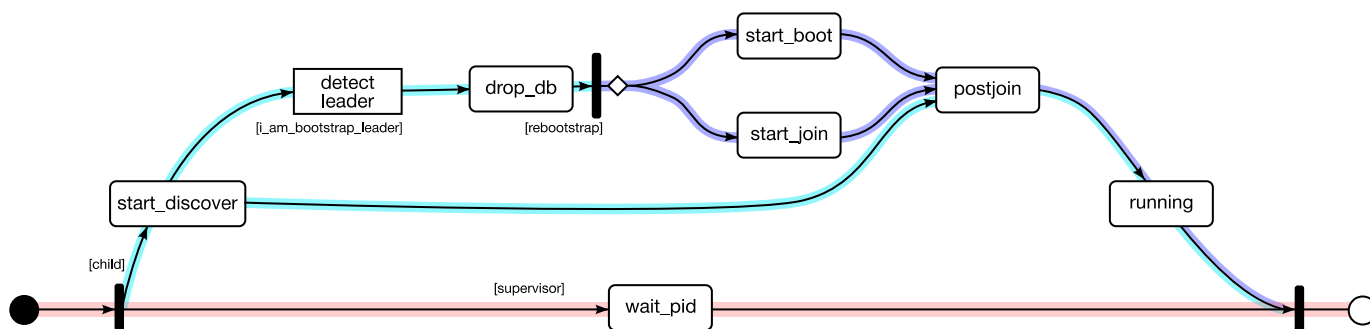 start_boot
detect
leader
drop_db
postjoin
[i_am_bootstrap_leader]
[rebootstrap]
start_join
start_discover
running
[child]
[supervisor]
wait_pid